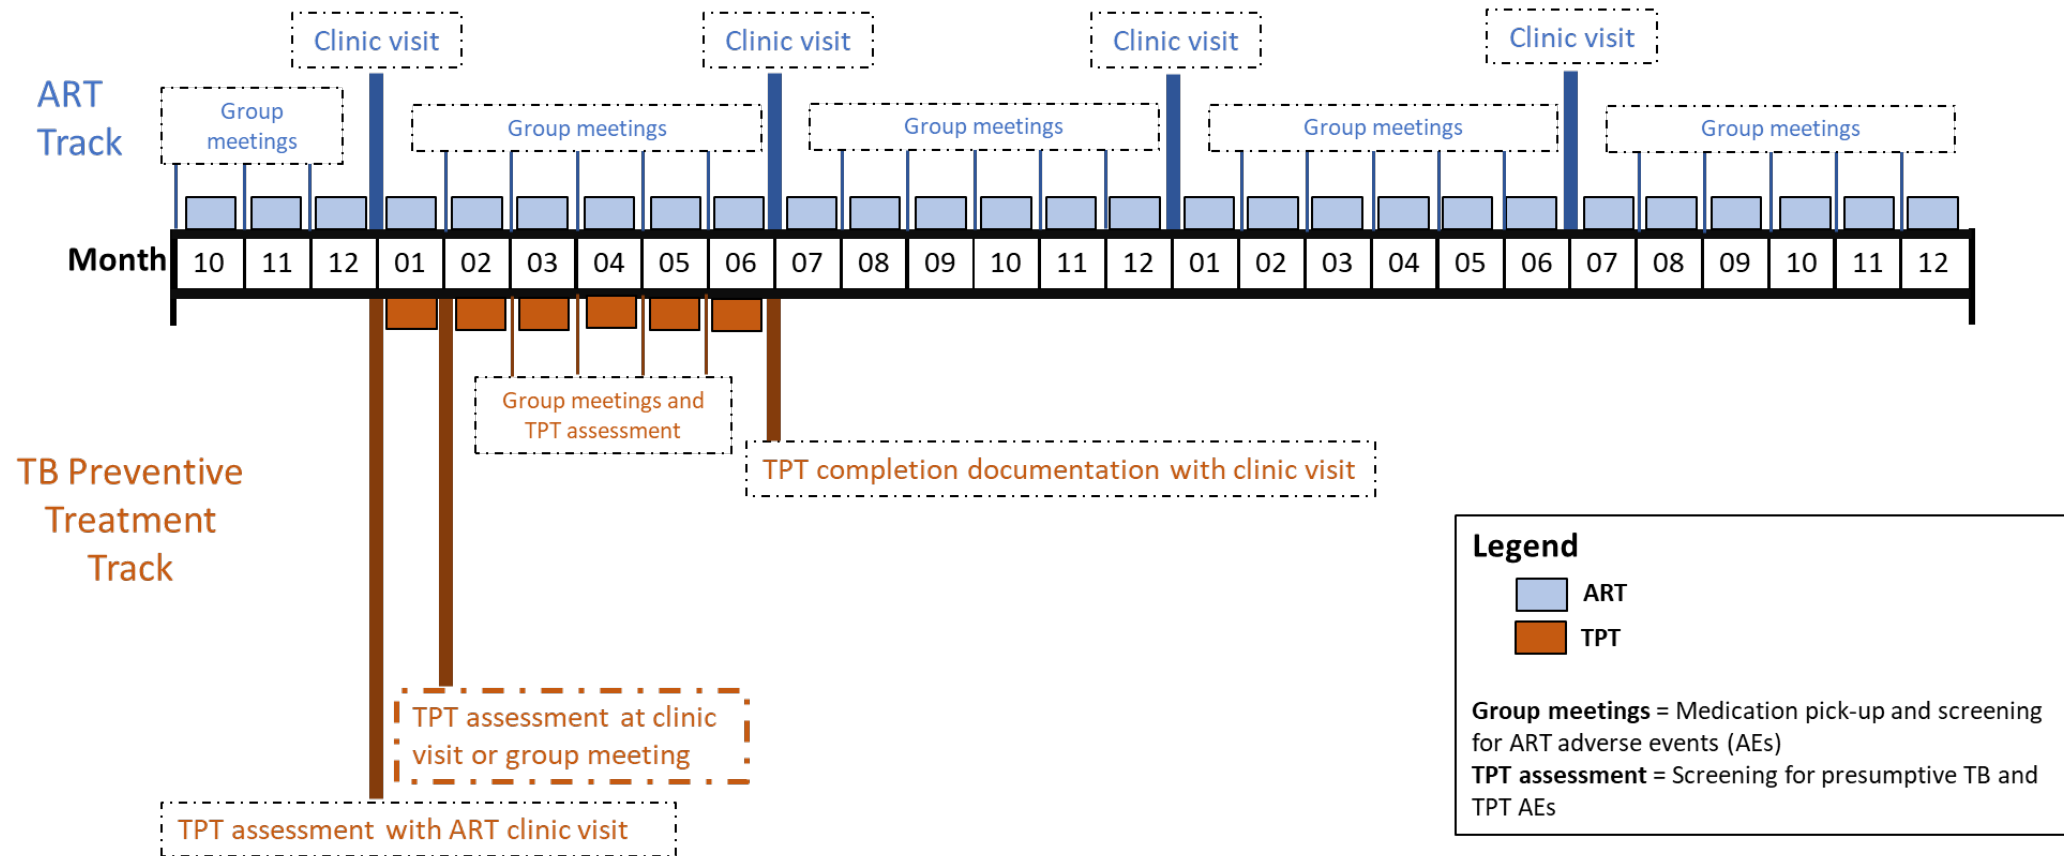 Clinic visit
Clinic visit
Clinic visit
Clinic visit
ART
Track
Group
meetings
Group meetings
Group meetings
Group meetings
Group meetings
Month 10 11 12 01 02 03 04 05 06 07 08 09 10 11 12 01 02 03 04 05 06 07 08 09 10 11 12
Group meetings and
TPT assessment
TPT completion documentation with clinic visit
TB Preventive
Treatment
Track
TPT assessment at clinic
visit or group meeting
TPT assessment with ART clinic visit
Legend
ART
TPT
Group meetings = Medication pick-up and screening
for ART adverse events (AEs)
TPT assessment = Screening for presumptive TB and
TPT AEs